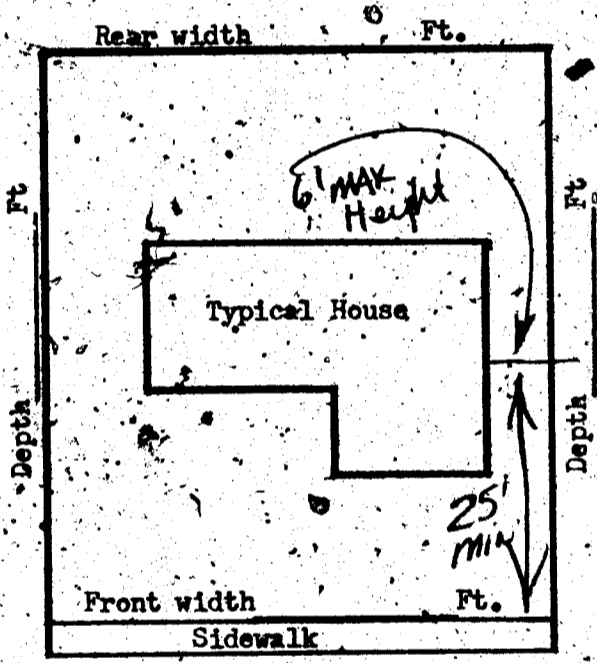 Rear width Ft.
Depth Ft
6' MAX
Height
Typical House
Depth Ft
25'
MIN
Front width Ft.
Sidewalk